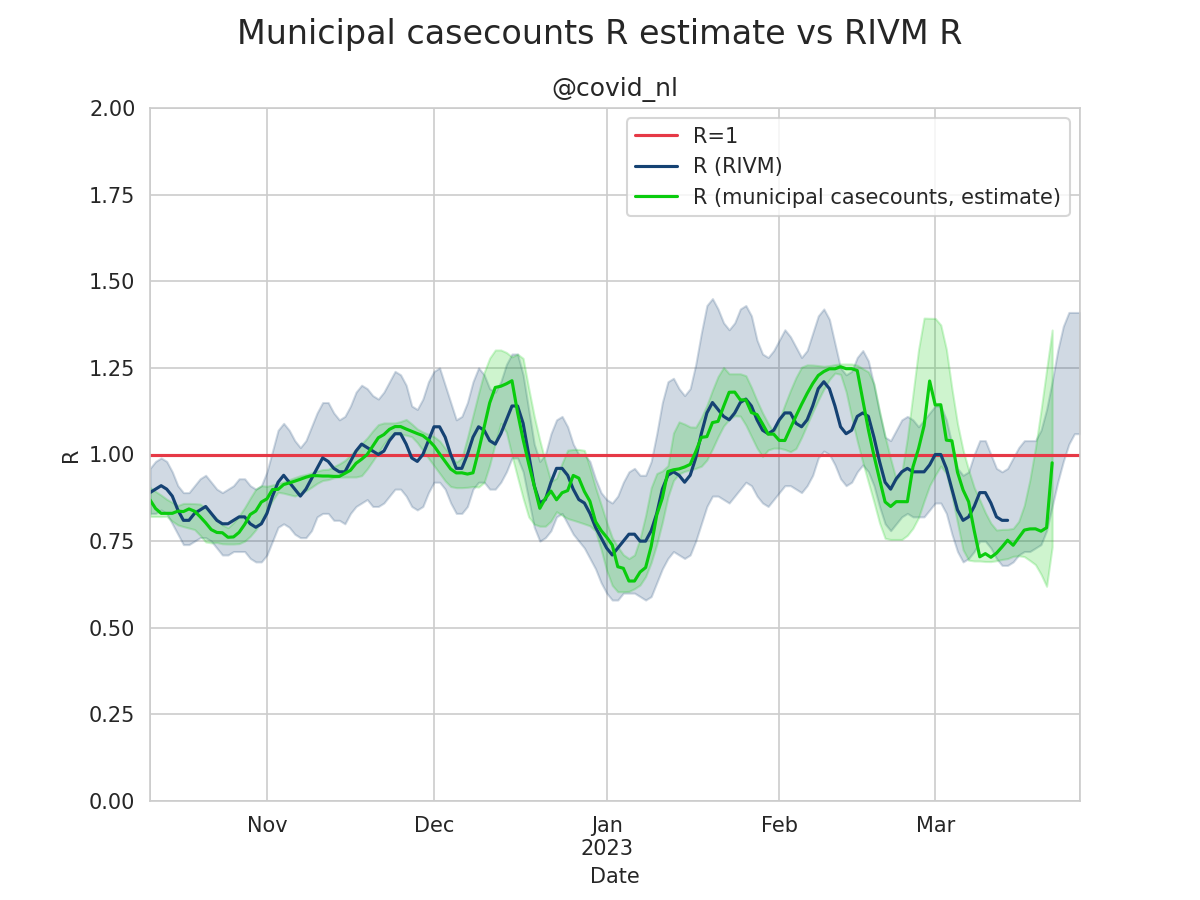 Municipal casecounts R estimate vs RIVM R
@covid_nl
R=1
R (RIVM)
R (municipal casecounts, estimate)
2.00
1.75
1.50
1.25
1.00
0.75
0.50
0.25
0.00
R
Nov
Dec
Jan
2023
Feb
Mar
Date